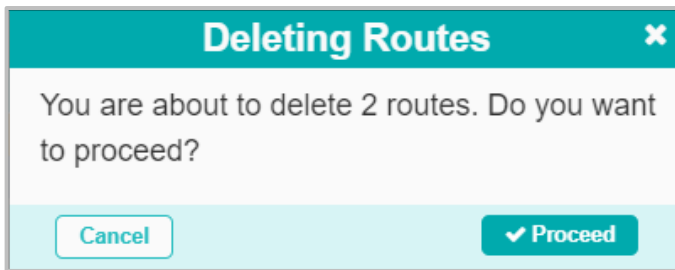 Deleting Routes
You are about to delete 2 routes. Do you want
to proceed?
Cancel
Proceed